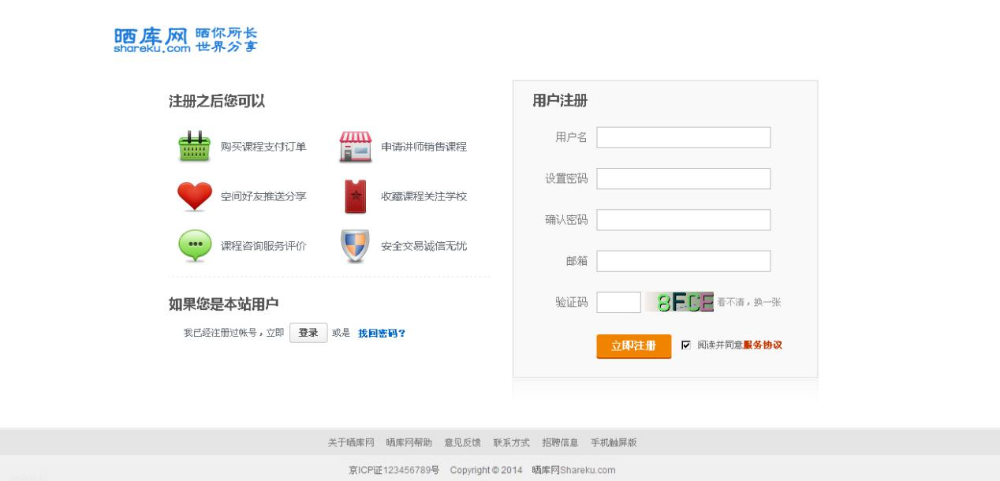 晒库网 晒你所长
shareku.com 世界分享
注册之后您可以
购买课程支付订单
申请讲师销售课程
空间好友推送分享
收藏课程关注学校
课程咨询服务评价
安全交易诚信无忧
如果您是本站用户
我已经注册过帐号，立即 登录 或是 找回密码?
用户注册
用户名
设置密码
确认密码
邮箱
验证码 8FCE 看不清，换一张
立即注册 阅读并同意服务协议
关于晒库网 晒库网帮助 意见反馈 联系方式 招聘信息 手机触屏版
京ICP证123456789号 Copyright © 2014 晒库网Shareku.com